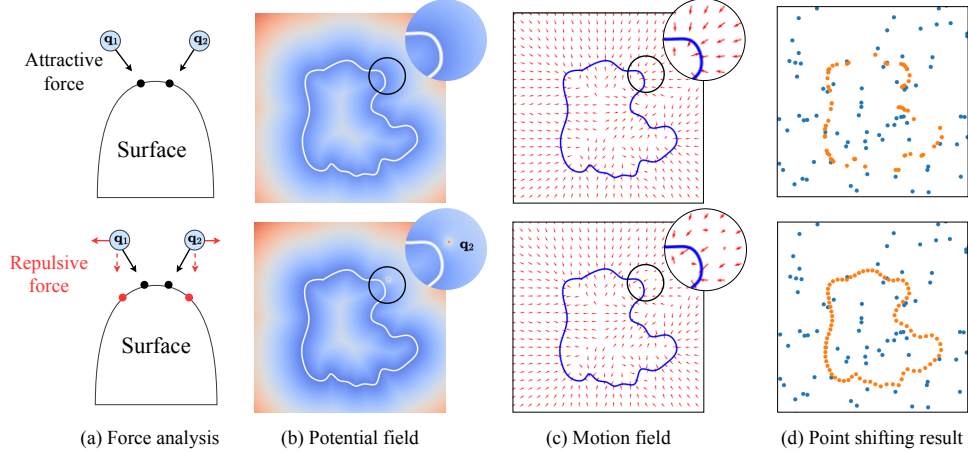 q1
q2
Attractive
force
Surface
q1
q2
q2
Repulsive
force
Surface
(a) Force analysis
(b) Potential field
(c) Motion field
(d) Point shifting result